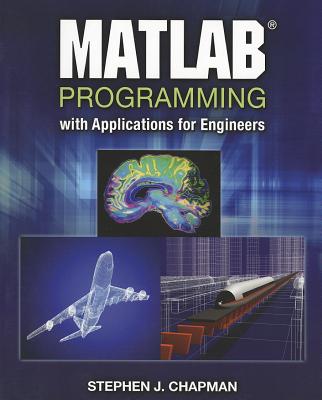 MATLAB®
PROGRAMMING
with Applications for Engineers
STEPHEN J. CHAPMAN